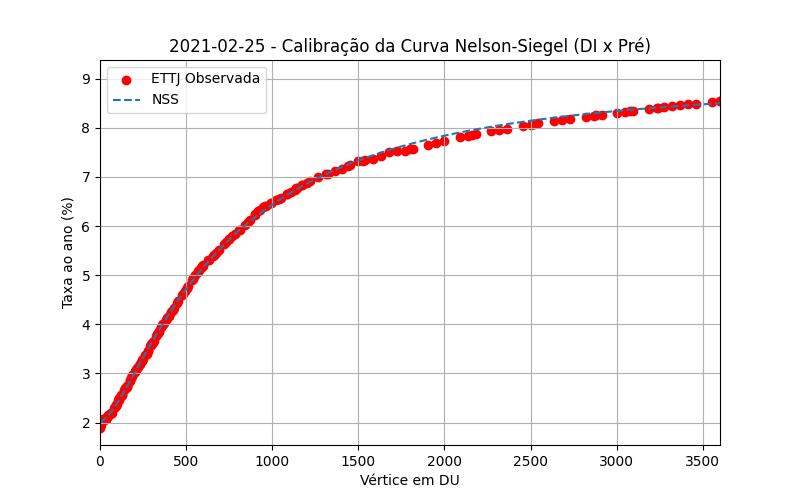 2021-02-25 - Calibração da Curva Nelson-Siegel (DI x Pré)
ETTJ Observada
NSS
Taxa ao ano (%)
9
8
7
6
5
4
3
2
0 500 1000 1500 2000 2500 3000 3500
Vértice em DU